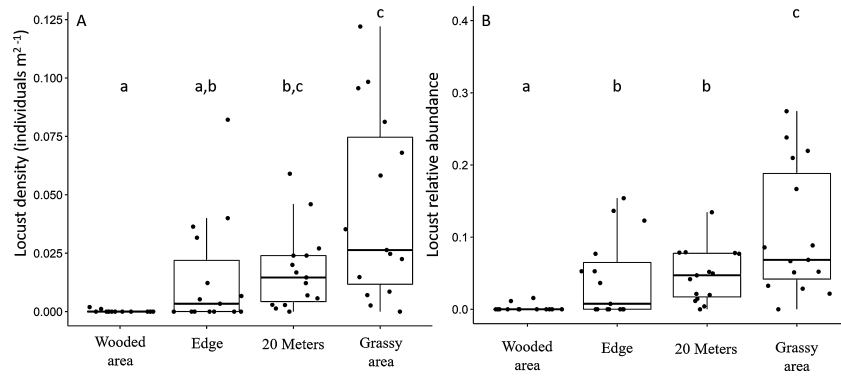 A
c
0.125
0.100
0.075
0.050
0.025
0.000
Locust density (individuals m² ⁻¹)
a
a,b
b,c
Wooded
area
Edge
20 Meters
Grassy
area
B
c
0.4
0.3
0.2
0.1
0.0
Locust relative abundance
a
b
b
Wooded
area
Edge
20 Meters
Grassy
area